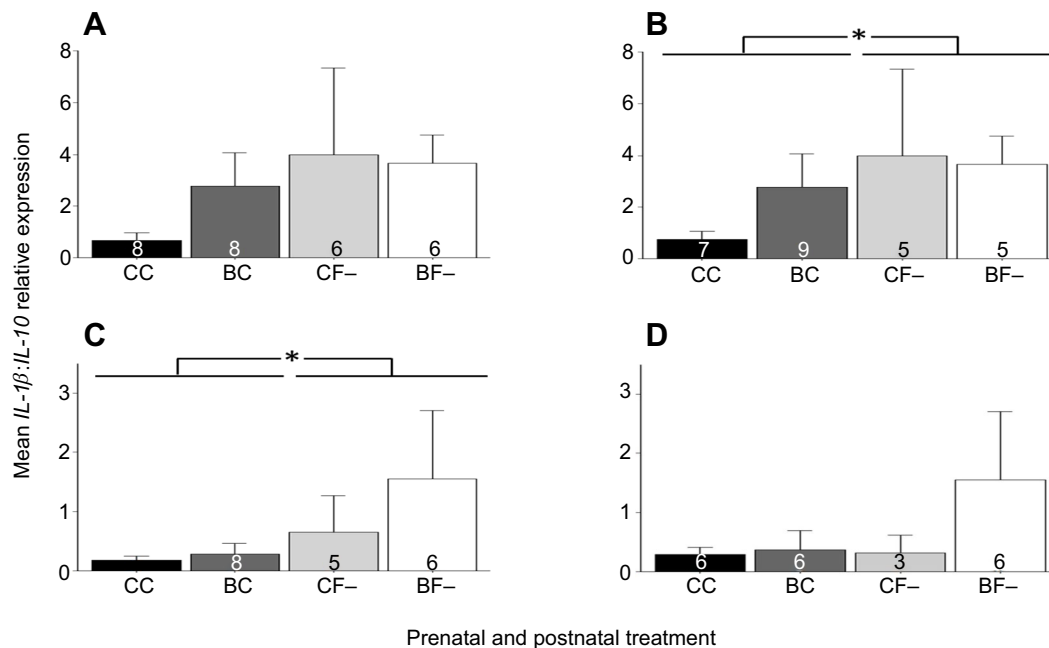 A
8
6
4
2
0
8 8 6 6
CC BC CF– BF–
B
*
8
6
4
2
0
7 9 5 5
CC BC CF– BF–
Mean IL-1β:IL-10 relative expression
C
*
3
2
1
0
8 5 6
CC BC CF– BF–
D
3
2
1
0
6 6 3 6
CC BC CF– BF–
Prenatal and postnatal treatment